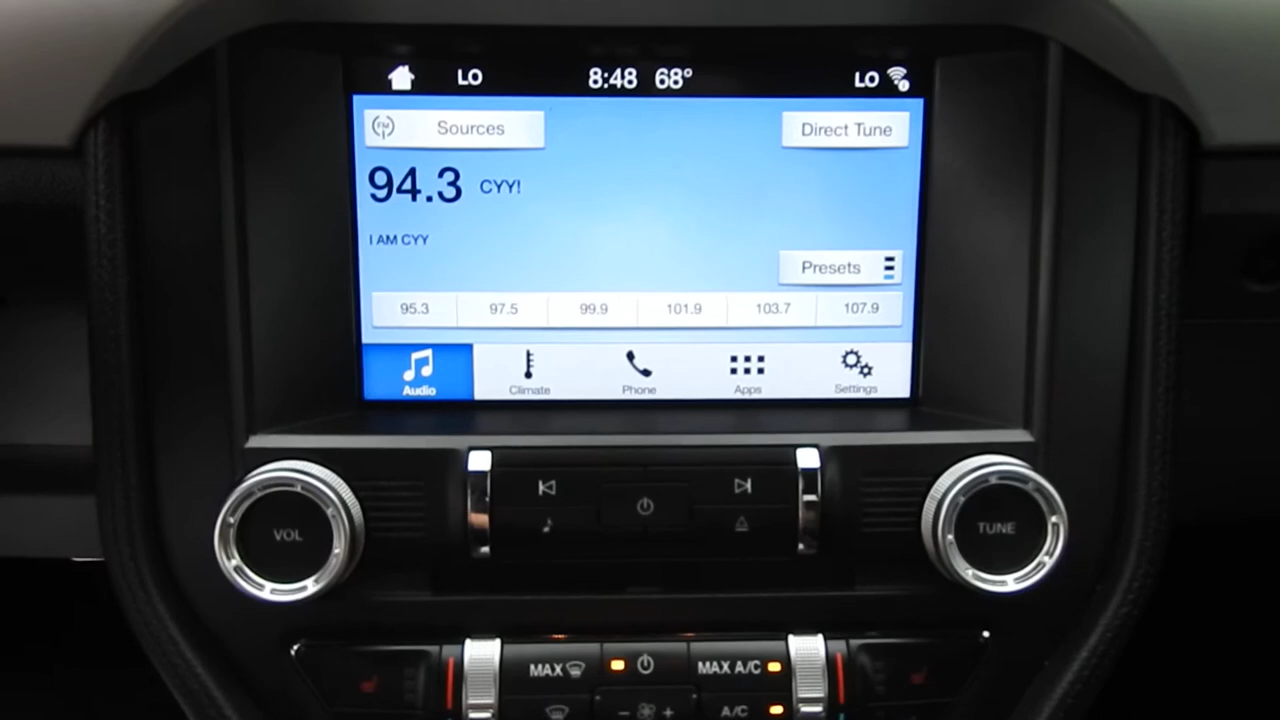 LO 8:48 68° LO
FM Sources Direct Tune
94.3 CYY!
I AM CYY
Presets
95.3 97.5 99.9 101.9 103.7 107.9
Audio Climate Phone Apps Settings
VOL TUNE
MAX MAX A/C
- + A/C